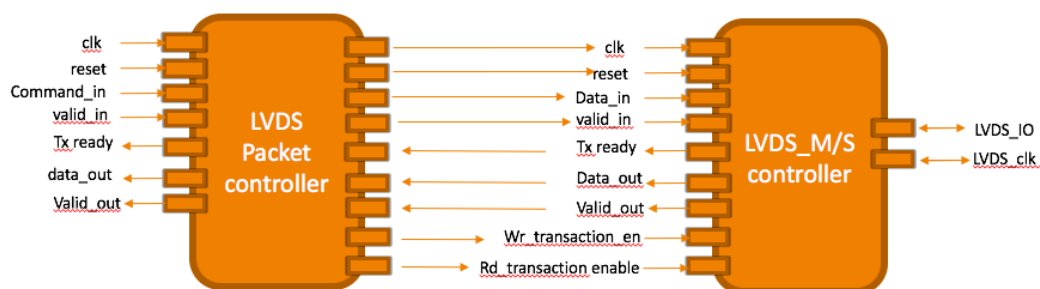 clk
reset
Command_in
valid_in
Tx ready
data_out
Valid_out
LVDS
Packet
controller
clk
reset
Data_in
valid_in
Tx ready
Data_out
Valid_out
Wr_transaction_en
Rd_transaction enable
LVDS_M/S
controller
LVDS_IO
LVDS_clk